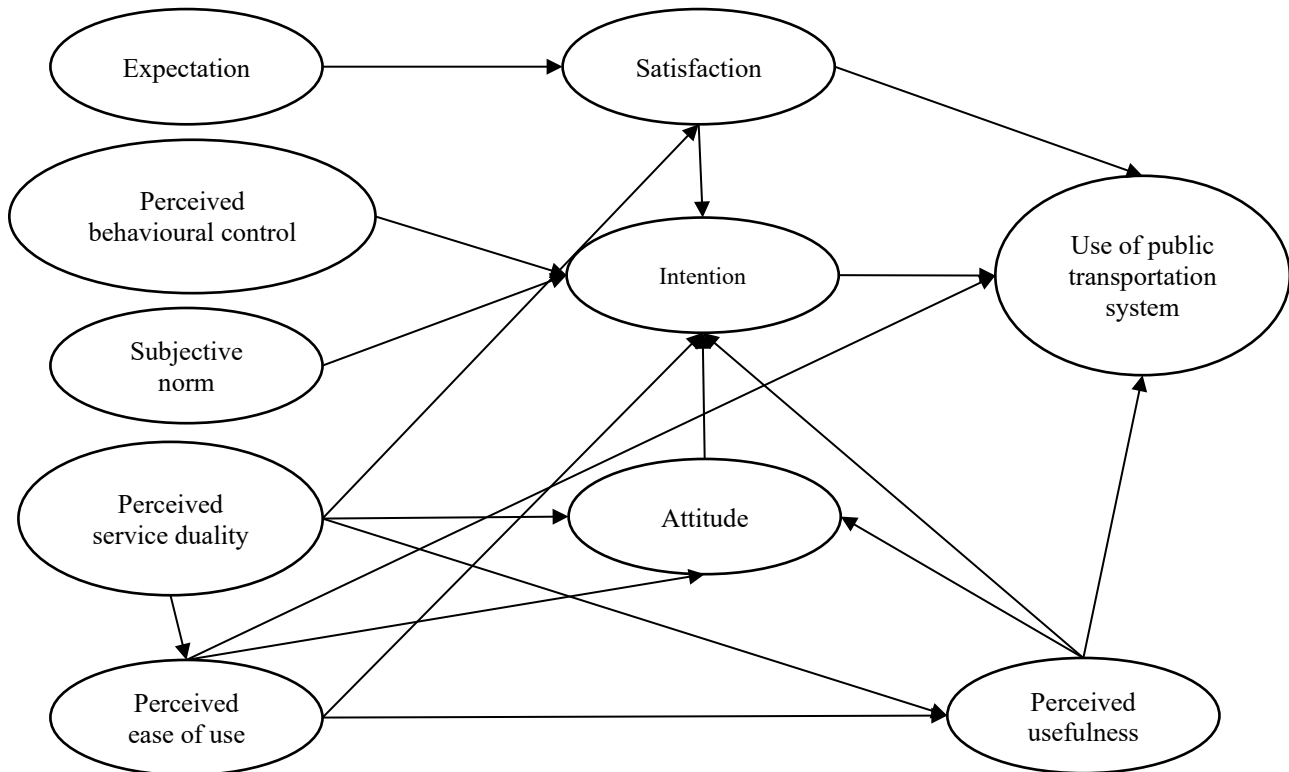 Expectation
Satisfaction
Perceived
behavioural control
Intention
Use of public
transportation
system
Subjective
norm
Perceived
service duality
Attitude
Perceived
ease of use
Perceived
usefulness